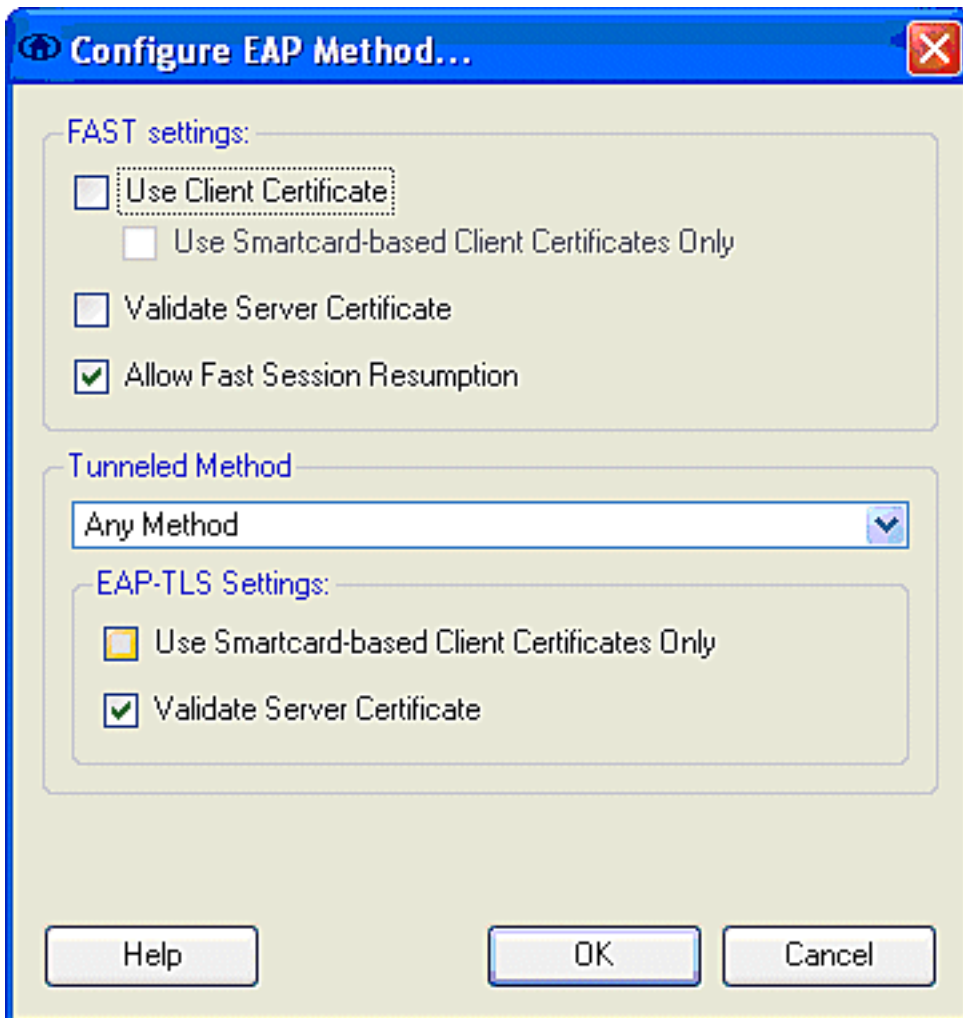 Configure EAP Method...
FAST settings:
Use Client Certificate
Use Smartcard-based Client Certificates Only
Validate Server Certificate
Allow Fast Session Resumption
Tunneled Method
Any Method
EAP-TLS Settings:
Use Smartcard-based Client Certificates Only
Validate Server Certificate
Help OK Cancel